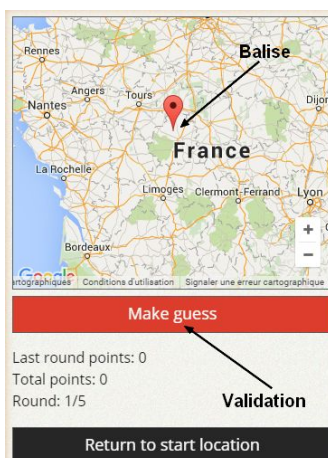 Rennes
Balise
Angers
Tours
Dijon
Nantes
France
La Rochelle
Limoges
Clermont-Ferrand
Lyon
+
−
Bordeaux
Google
artographiques
Conditions d'utilisation
Signaler une erreur cartographique
Make guess
Last round points: 0
Total points: 0
Round: 1/5
Validation
Return to start location